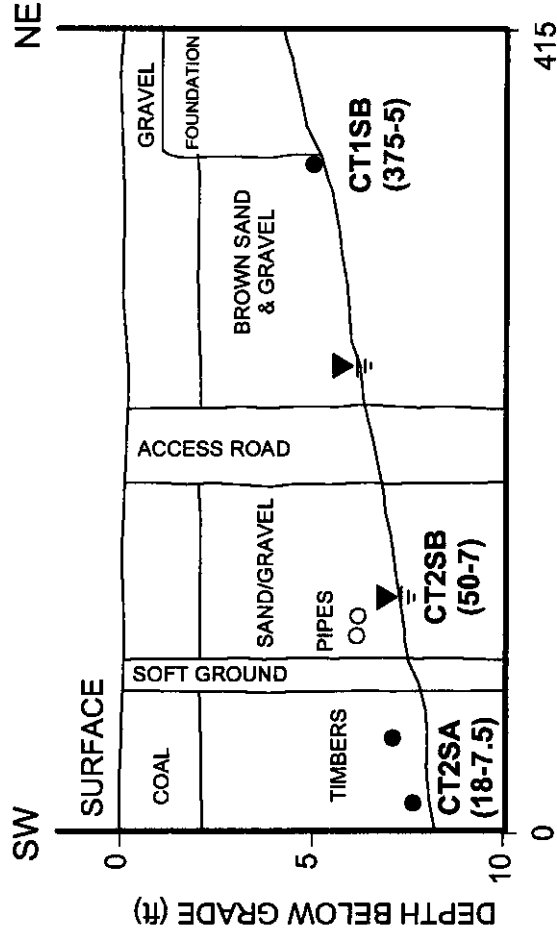 SW
NE
SURFACE
GRAVEL
FOUNDATION
COAL
SOFT GROUND
ACCESS ROAD
BROWN SAND
& GRAVEL
SAND/GRAVEL
PIPES
TIMBERS
CT2SA
(18-7.5)
CT2SB
(50-7)
CT1SB
(375-5)
DEPTH BELOW GRADE (ft)
0
5
10
0
415